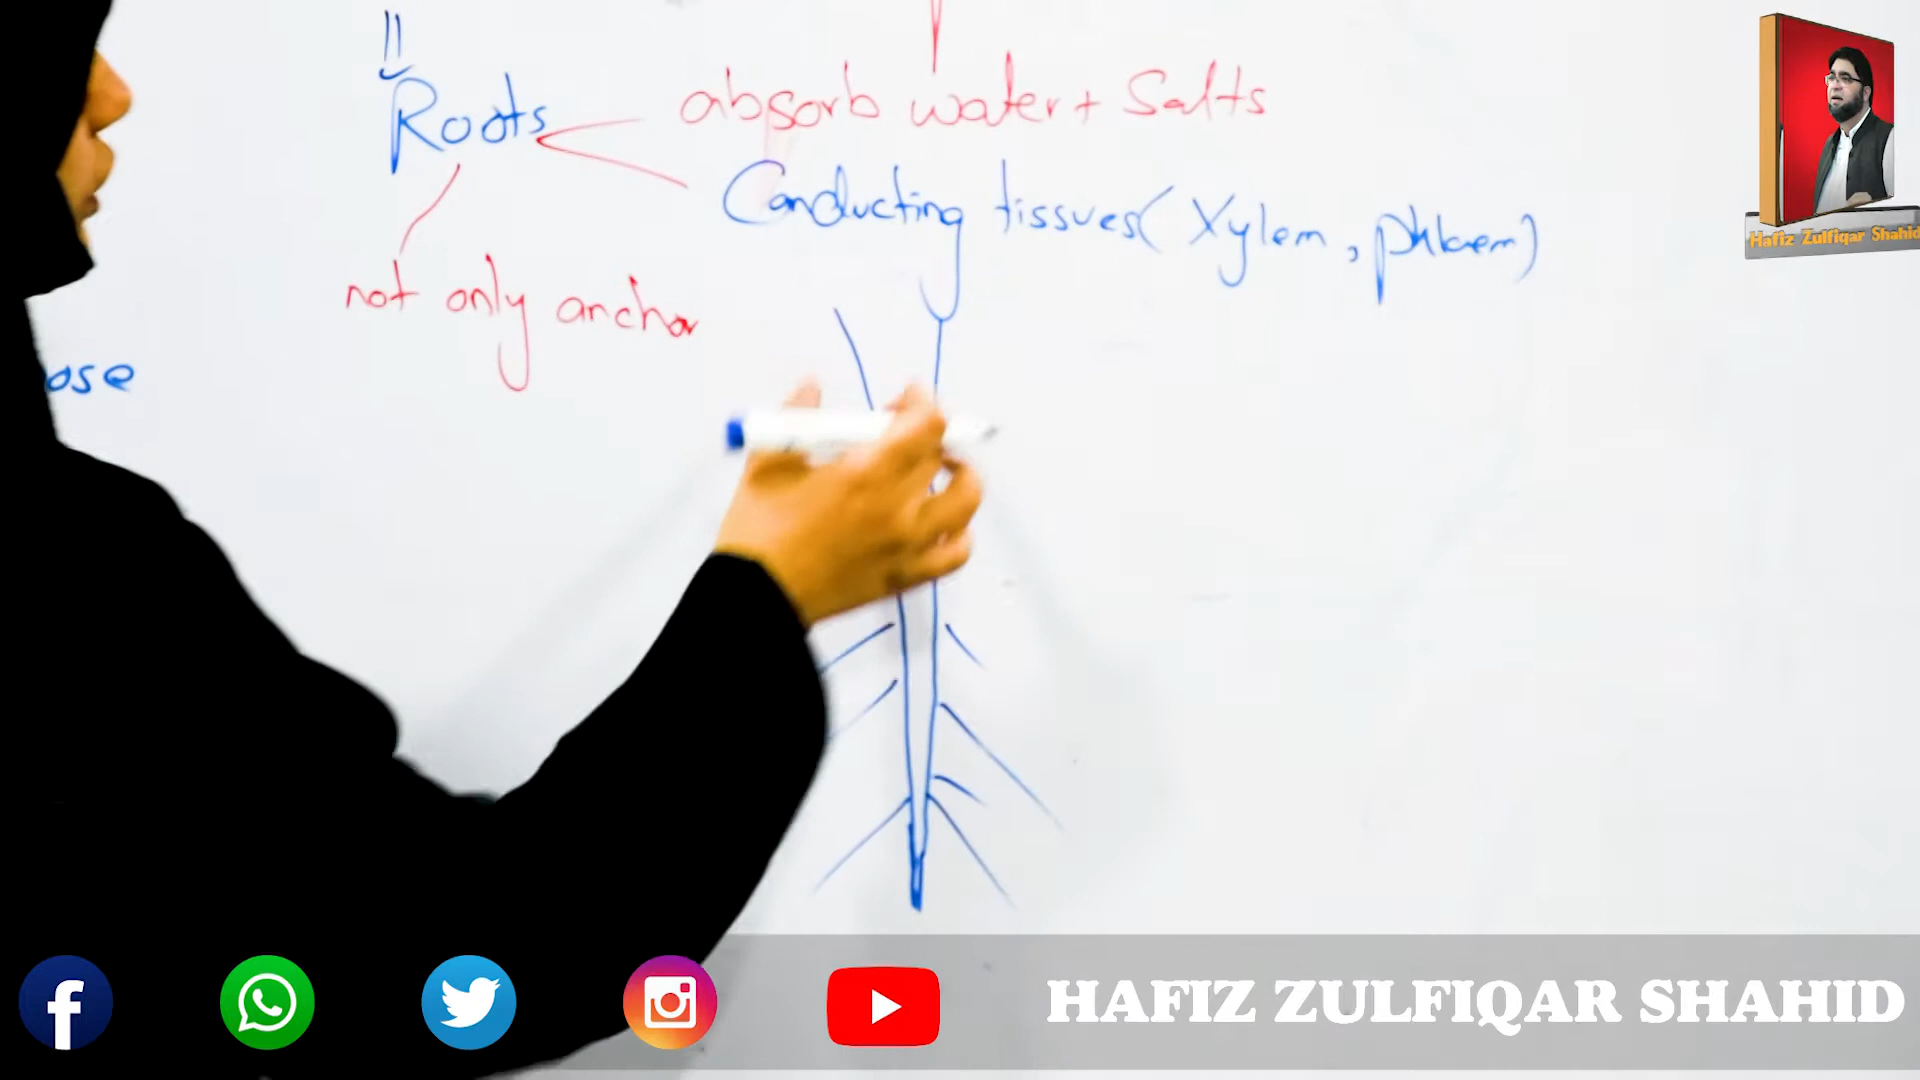 Roots
absorb water + Salts
Conducting tissues (Xylem, phloem)
not only anchor
ose
Hafiz Zulfiqar Shahid
HAFIZ ZULFIQAR SHAHID